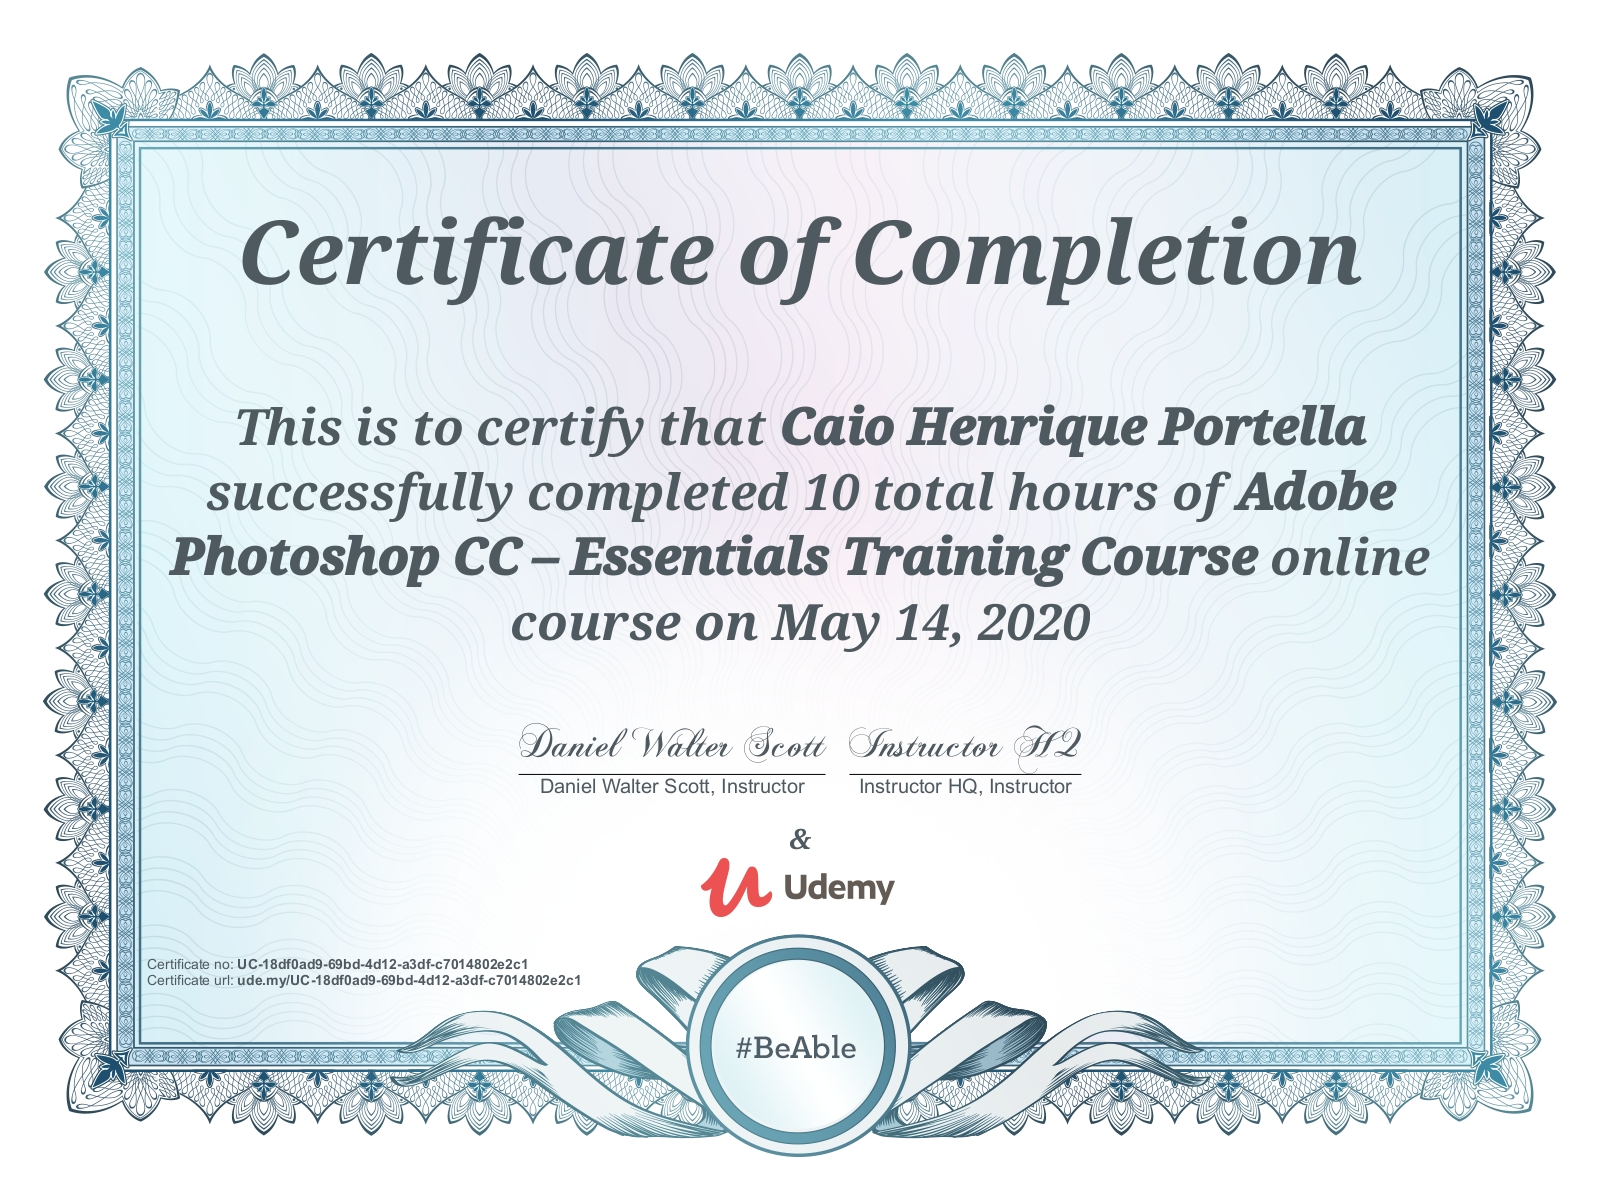 Certificate of Completion
This is to certify that Caio Henrique Portella
successfully completed 10 total hours of Adobe
Photoshop CC – Essentials Training Course online
course on May 14, 2020
Daniel Walter Scott Instructor HQ
Daniel Walter Scott, Instructor Instructor HQ, Instructor
&
Udemy
Certificate no: UC-18df0ad9-69bd-4d12-a3df-c7014802e2c1
Certificate url: ude.my/UC-18df0ad9-69bd-4d12-a3df-c7014802e2c1
#BeAble